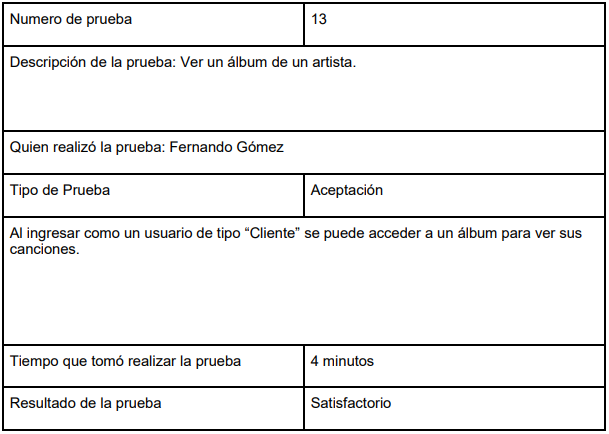 Numero de prueba 13
Descripción de la prueba: Ver un álbum de un artista.
Quien realizó la prueba: Fernando Gómez
Tipo de Prueba Aceptación
Al ingresar como un usuario de tipo “Cliente” se puede acceder a un álbum para ver sus
canciones.
Tiempo que tomó realizar la prueba 4 minutos
Resultado de la prueba Satisfactorio